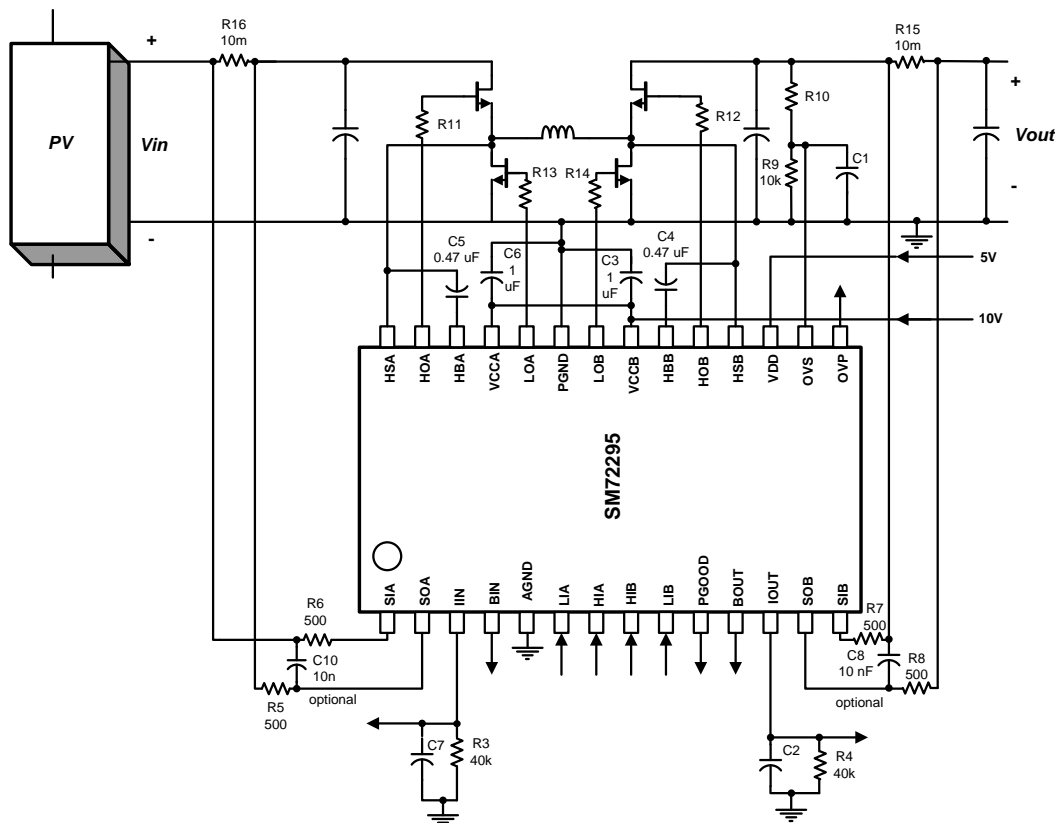 R16
10m
R15
10m
+
+
PV
Vin
Vout
-
-
R11
R12
R10
R13
R14
R9
10k
C1
C5
0.47 uF
C6
1
uF
C3
1
uF
C4
0.47 uF
5V
10V
HSA
HOA
HBA
VCCA
LOA
PGND
LOB
VCCB
HBB
HOB
HSB
VDD
OVS
OVP
SM72295
SIA
SOA
IIN
BIN
AGND
LIA
HIA
HIB
LIB
PGOOD
BOUT
IOUT
SOB
SIB
R6
500
C10
10n
R5
500
optional
R7
500
C8
10 nF
R8
500
optional
C7
R3
40k
C2
R4
40k